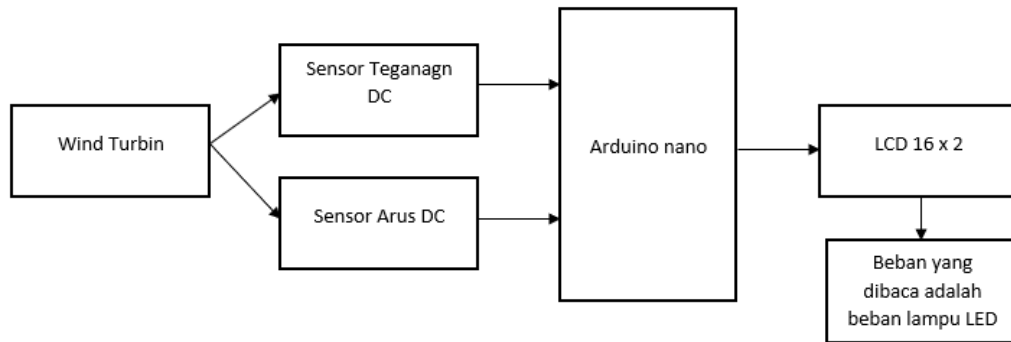 Wind Turbin
Sensor Teganagn
DC
Sensor Arus DC
Arduino nano
LCD 16 x 2
Beban yang
dibaca adalah
beban lampu LED